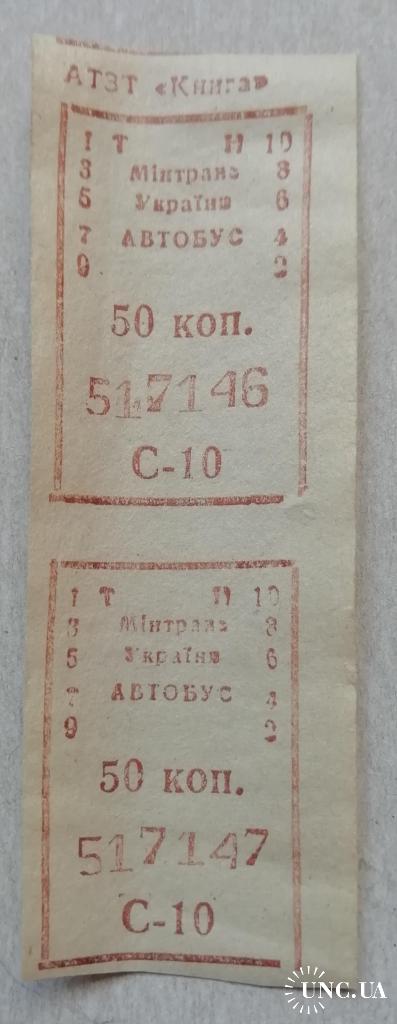 АТЗТ «Книга»
1 Т П 10
3 Мінтранс 8
5 України 6
7 АВТОБУС 4
9 2
50 коп.
517146
С-10
1 Т П 10
3 Мінтранс 8
5 України 6
7 АВТОБУС 4
9 2
50 коп.
517147
С-10
UNC.UA